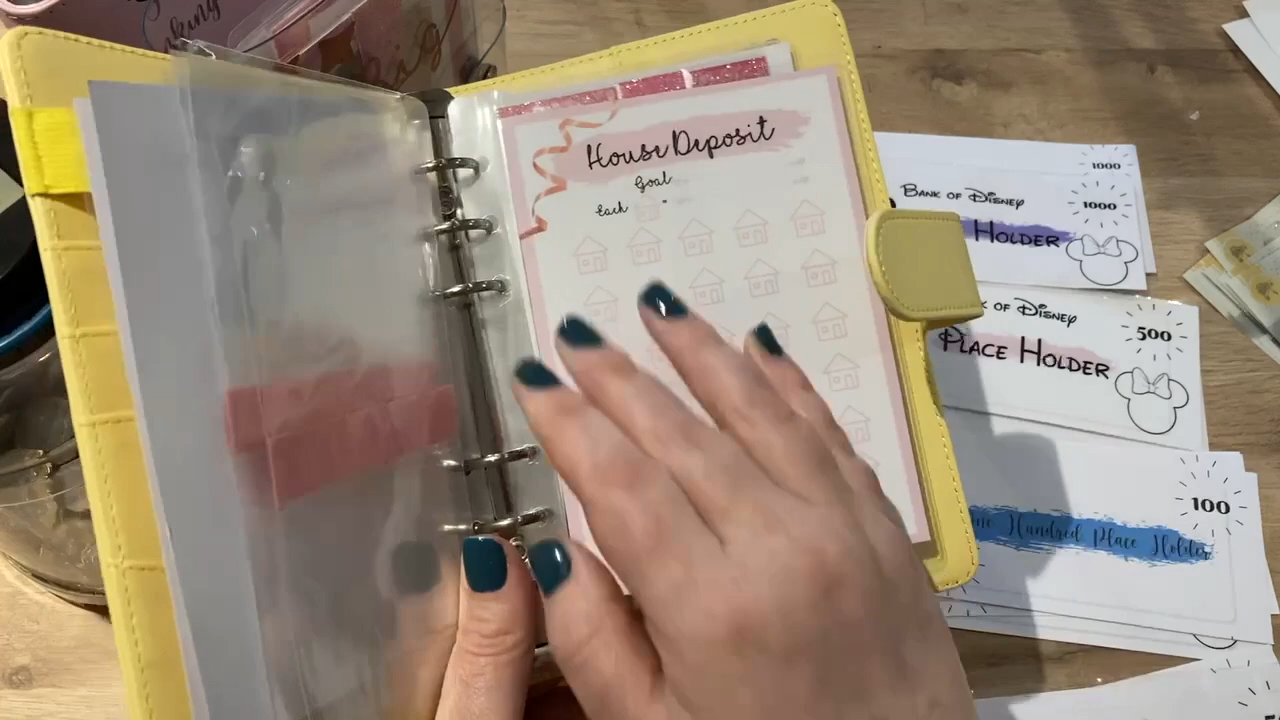 House Deposit
Goal
Each
1000
Bank of Disney
1000
Holder
of Disney
500
Place Holder
100
Hundred Place Holder